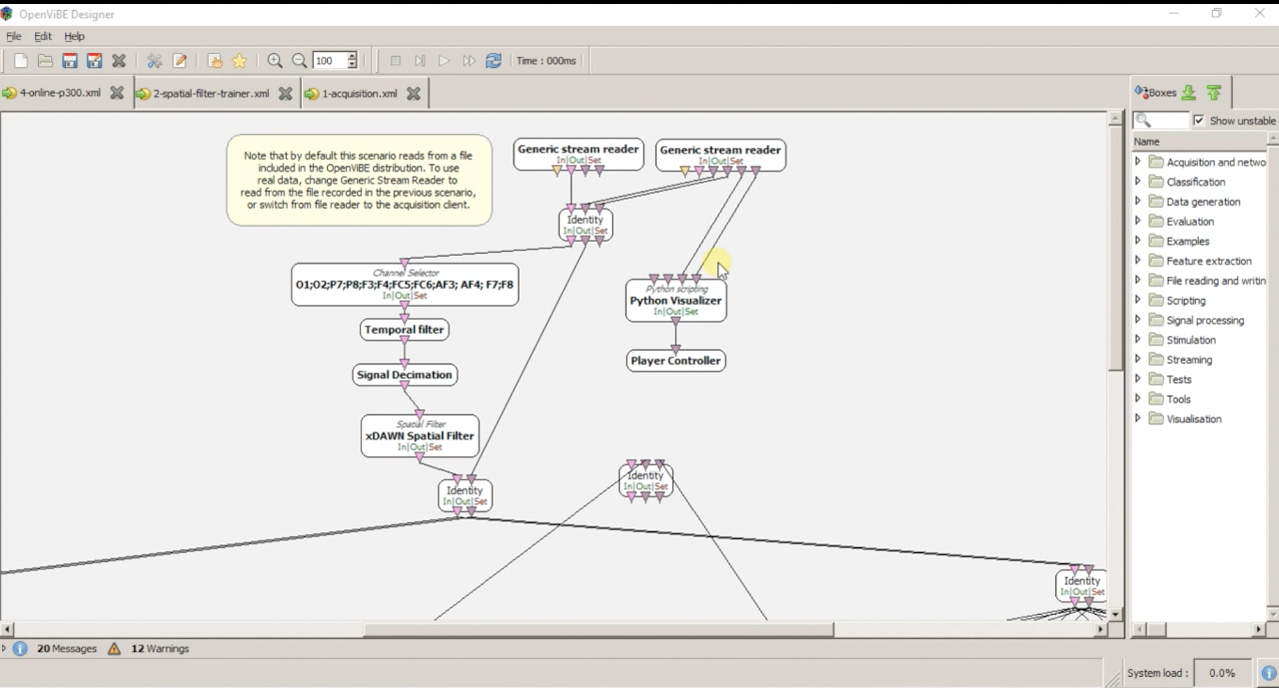 OpenViBE Designer
File Edit Help
100
Time : 000ms
4-online-p300.xml
2-spatial-filter-trainer.xml
1-acquisition.xml
Boxes
Show unstable
Name
Acquisition and netwo
Classification
Data generation
Evaluation
Examples
Feature extraction
File reading and writin
Scripting
Signal processing
Stimulation
Streaming
Tests
Tools
Visualisation
Note that by default this scenario reads from a file
included in the OpenViBE distribution. To use
real data, change Generic Stream Reader to
read from the file recorded in the previous scenario,
or switch from file reader to the acquisition client.
Generic stream reader
In|Out|Set
Generic stream reader
In|Out|Set
Identity
In|Out|Set
Channel Selector
O1;O2;P7;P8;F3;F4;FC5;FC6;AF3; AF4; F7;F8
In|Out|Set
Temporal filter
Signal Decimation
Spatial Filter
xDAWN Spatial Filter
In|Out|Set
Identity
In|Out|Set
Python scripting
Python Visualizer
In|Out|Set
Player Controller
Identity
In|Out|Set
Identity
In|Out|Set
20 Messages 12 Warnings
System load : 0.0%